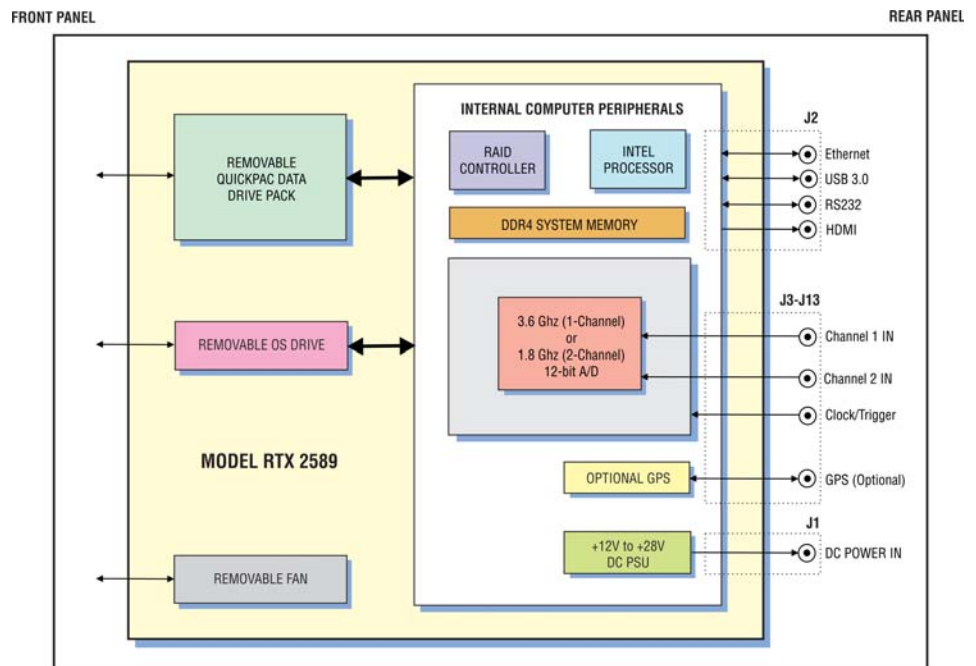 FRONT PANEL
REAR PANEL
INTERNAL COMPUTER PERIPHERALS
REMOVABLE
QUICKPAC DATA
DRIVE PACK
RAID
CONTROLLER
INTEL
PROCESSOR
DDR4 SYSTEM MEMORY
J2
Ethernet
USB 3.0
RS232
HDMI
REMOVABLE OS DRIVE
3.6 Ghz (1-Channel)
or
1.8 Ghz (2-Channel)
12-bit A/D
J3-J13
Channel 1 IN
Channel 2 IN
Clock/Trigger
MODEL RTX 2589
OPTIONAL GPS
GPS (Optional)
J1
+12V to +28V
DC PSU
DC POWER IN
REMOVABLE FAN